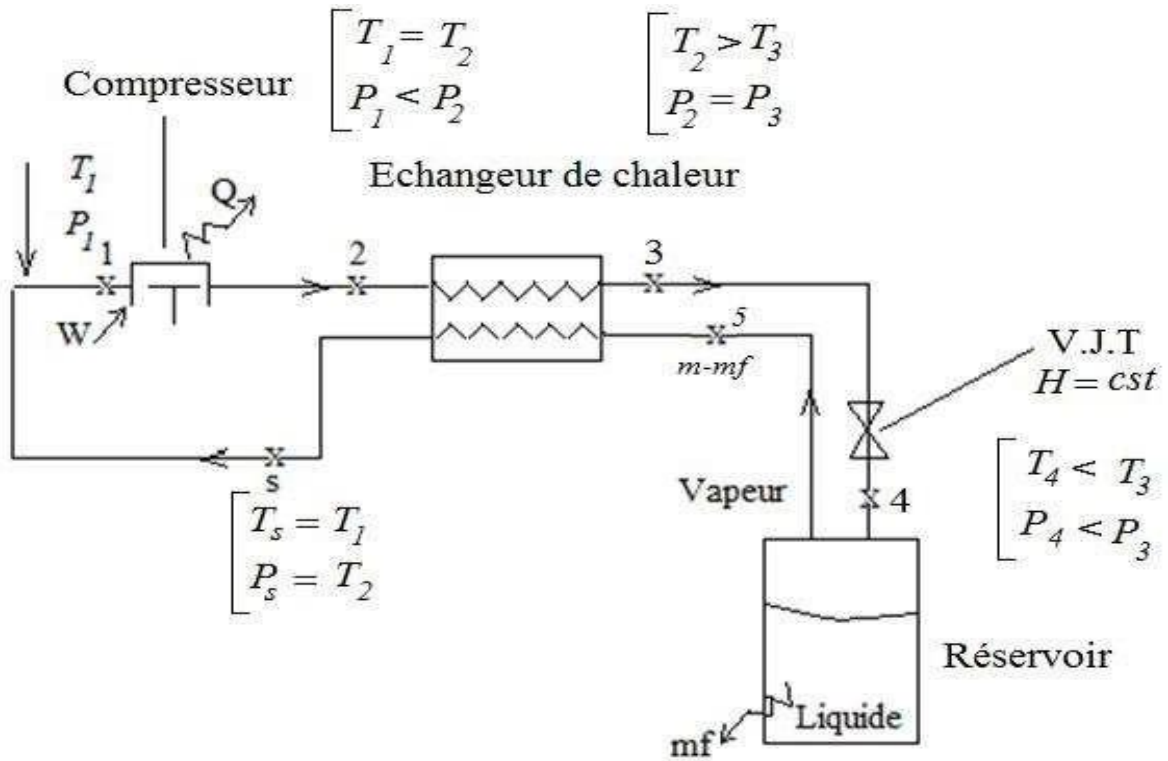 T1 = T2
P1 < P2
T2 > T3
P2 = P3
Compresseur
Echangeur de chaleur
T1
P1
Q
1
2
3
W
5
m-mf
V.J.T
H = cst
T4 < T3
P4 < P3
Vapeur
4
s
Ts = T1
Ps = T2
Réservoir
Liquide
mf